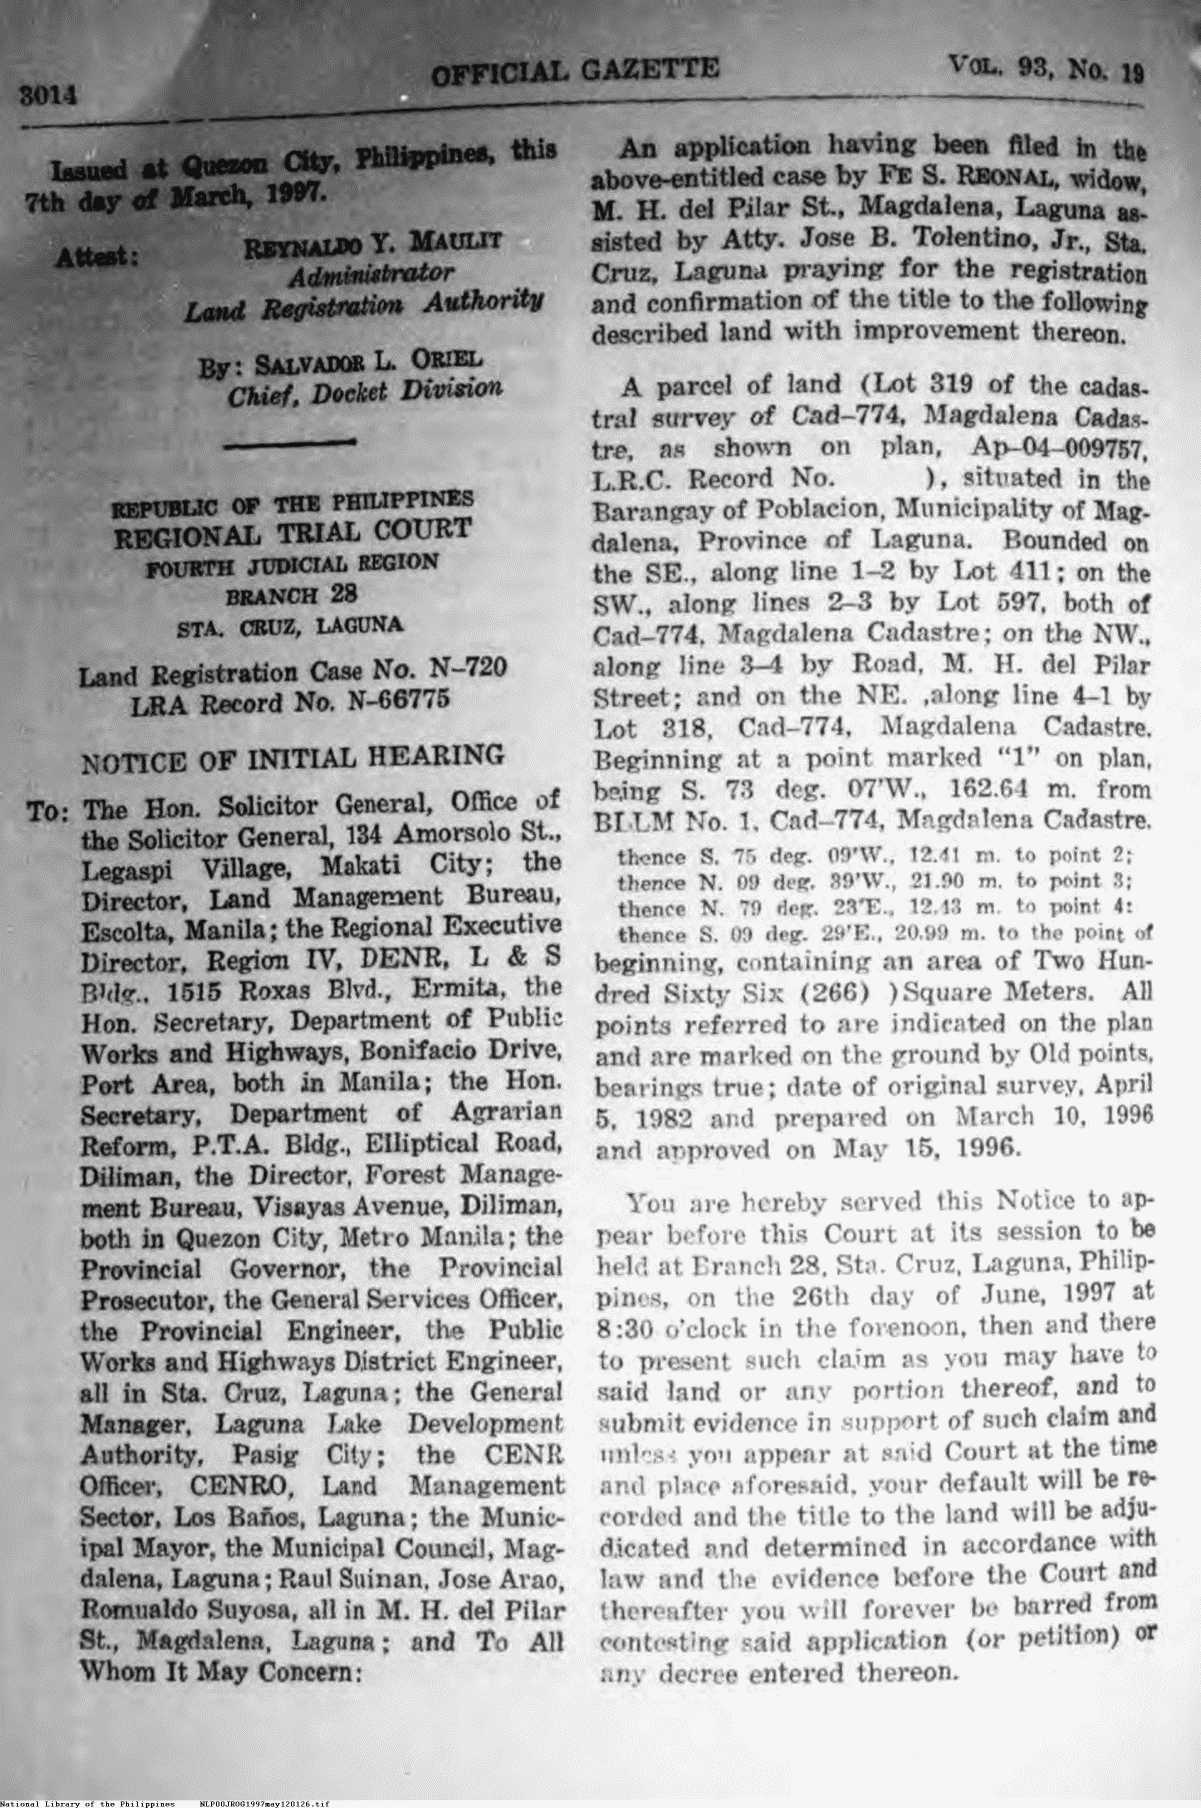 3014
OFFICIAL GAZETTE
VOL. 93, No. 19
Issued at Quezon City, Philippines, this
7th day of March, 1997.
Attest:
REYNALDO Y. MAULIT
Administrator
Land Registration Authority
By: SALVADOR L. ORIEL
Chief, Docket Division
REPUBLIC OF THE PHILIPPINES
REGIONAL TRIAL COURT
FOURTH JUDICIAL REGION
BRANCH 28
STA. CRUZ, LAGUNA
Land Registration Case No. N–720
LRA Record No. N–66775
NOTICE OF INITIAL HEARING
To: The Hon. Solicitor General, Office of
the Solicitor General, 134 Amorsolo St.,
Legaspi Village, Makati City; the
Director, Land Management Bureau,
Escolta, Manila; the Regional Executive
Director, Region IV, DENR, L & S
Bldg., 1515 Roxas Blvd., Ermita, the
Hon. Secretary, Department of Public
Works and Highways, Bonifacio Drive,
Port Area, both in Manila; the Hon.
Secretary, Department of Agrarian
Reform, P.T.A. Bldg., Elliptical Road,
Diliman, the Director, Forest Manage-
ment Bureau, Visayas Avenue, Diliman,
both in Quezon City, Metro Manila; the
Provincial Governor, the Provincial
Prosecutor, the General Services Officer,
the Provincial Engineer, the Public
Works and Highways District Engineer,
all in Sta. Cruz, Laguna; the General
Manager, Laguna Lake Development
Authority, Pasig City; the CENR
Officer, CENRO, Land Management
Sector, Los Baños, Laguna; the Munic-
ipal Mayor, the Municipal Council, Mag-
dalena, Laguna; Raul Suinan, Jose Arao,
Romualdo Suyosa, all in M. H. del Pilar
St., Magdalena, Laguna; and To All
Whom It May Concern:
An application having been filed in the
above-entitled case by FE S. REONAL, widow,
M. H. del Pilar St., Magdalena, Laguna as-
sisted by Atty. Jose B. Tolentino, Jr., Sta.
Cruz, Laguna praying for the registration
and confirmation of the title to the following
described land with improvement thereon.
A parcel of land (Lot 319 of the cadas-
tral survey of Cad–774, Magdalena Cadas-
tre, as shown on plan, Ap–04–009757,
L.R.C. Record No. ), situated in the
Barangay of Poblacion, Municipality of Mag-
dalena, Province of Laguna. Bounded on
the SE., along line 1–2 by Lot 411; on the
SW., along lines 2–3 by Lot 597, both of
Cad–774, Magdalena Cadastre; on the NW.,
along line 3–4 by Road, M. H. del Pilar
Street; and on the NE. ,along line 4–1 by
Lot 318, Cad–774, Magdalena Cadastre.
Beginning at a point marked “1” on plan,
being S. 73 deg. 07’W., 162.64 m. from
BLLM No. 1, Cad–774, Magdalena Cadastre.
thence S. 75 deg. 09’W., 12.41 m. to point 2;
thence N. 09 deg. 39’W., 21.90 m. to point 3;
thence N. 79 deg. 23’E., 12.43 m. to point 4:
thence S. 09 deg. 29’E., 20.99 m. to the point of
beginning, containing an area of Two Hun-
dred Sixty Six (266) )Square Meters. All
points referred to are indicated on the plan
and are marked on the ground by Old points,
bearings true; date of original survey, April
5, 1982 and prepared on March 10, 1996
and approved on May 15, 1996.
You are hereby served this Notice to ap-
pear before this Court at its session to be
held at Branch 28, Sta. Cruz, Laguna, Philip-
pines, on the 26th day of June, 1997 at
8:30 o’clock in the forenoon, then and there
to present such claim as you may have to
said land or any portion thereof, and to
submit evidence in support of such claim and
unless you appear at said Court at the time
and place aforesaid, your default will be re-
corded and the title to the land will be adju-
dicated and determined in accordance with
law and the evidence before the Court and
thereafter you will forever be barred from
contesting said application (or petition) or
any decree entered thereon.
National Library of the Philippines NLP00JROG1997may120126.tif